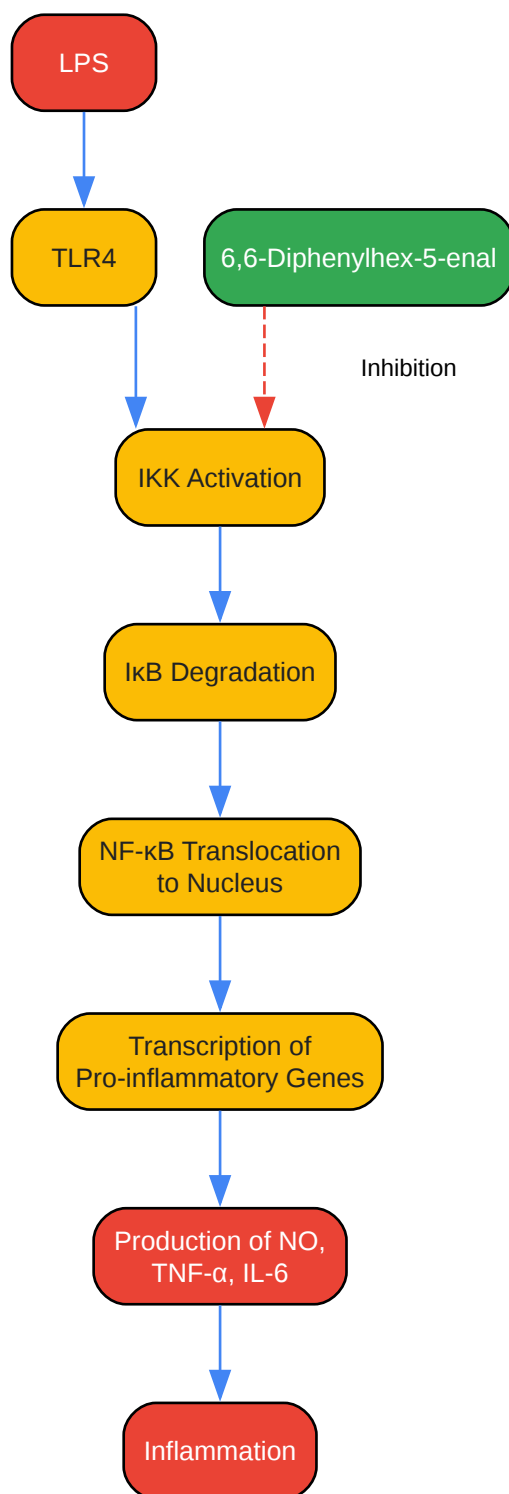 LPS
TLR4
6,6-Diphenylhex-5-enal
Inhibition
IKK Activation
IκB Degradation
NF-κB Translocation
to Nucleus
Transcription of
Pro-inflammatory Genes
Production of NO,
TNF-α, IL-6
Inflammation